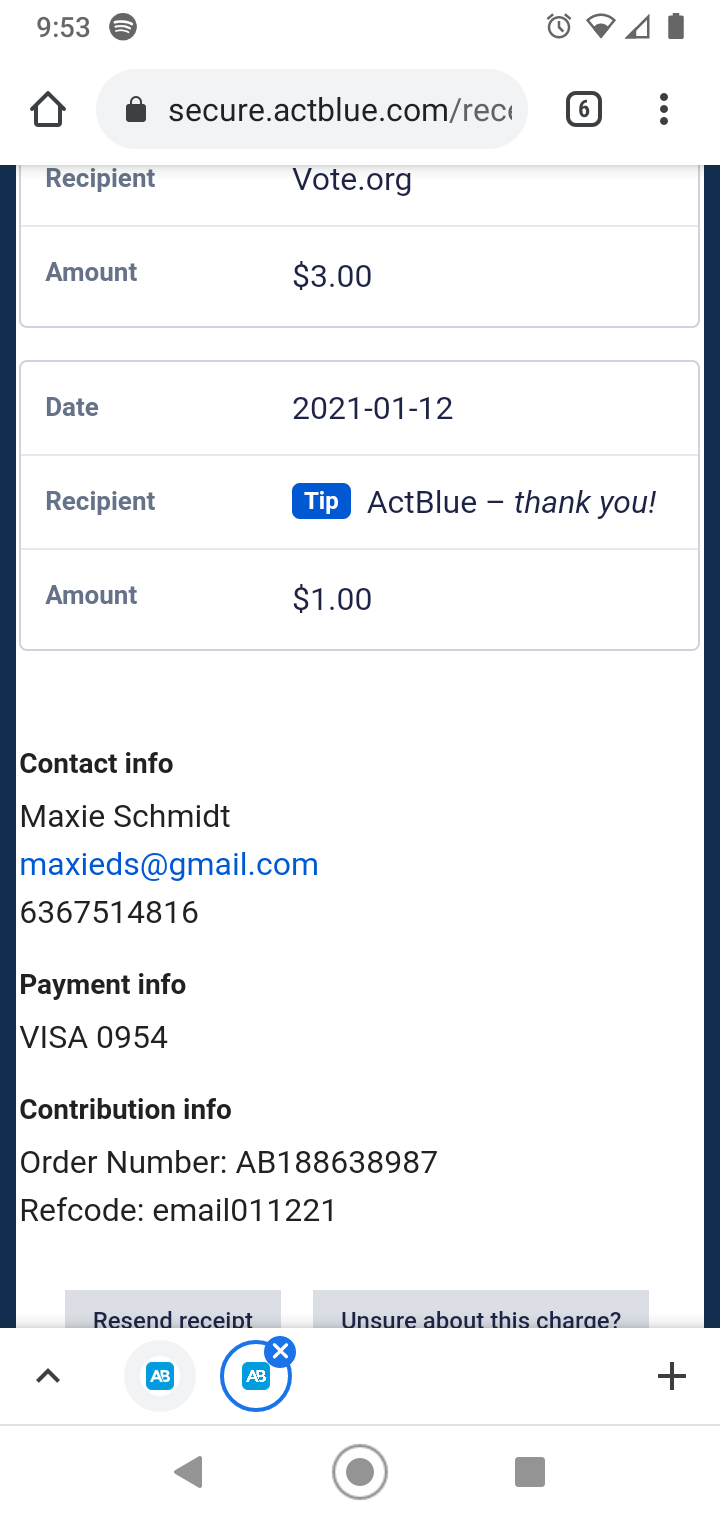 9:53
secure.actblue.com/rece
6
Recipient Vote.org
Amount $3.00
Date 2021-01-12
Recipient Tip ActBlue – thank you!
Amount $1.00
Contact info
Maxie Schmidt
maxieds@gmail.com
6367514816
Payment info
VISA 0954
Contribution info
Order Number: AB188638987
Refcode: email011221
Resend receipt Unsure about this charge?
AB AB